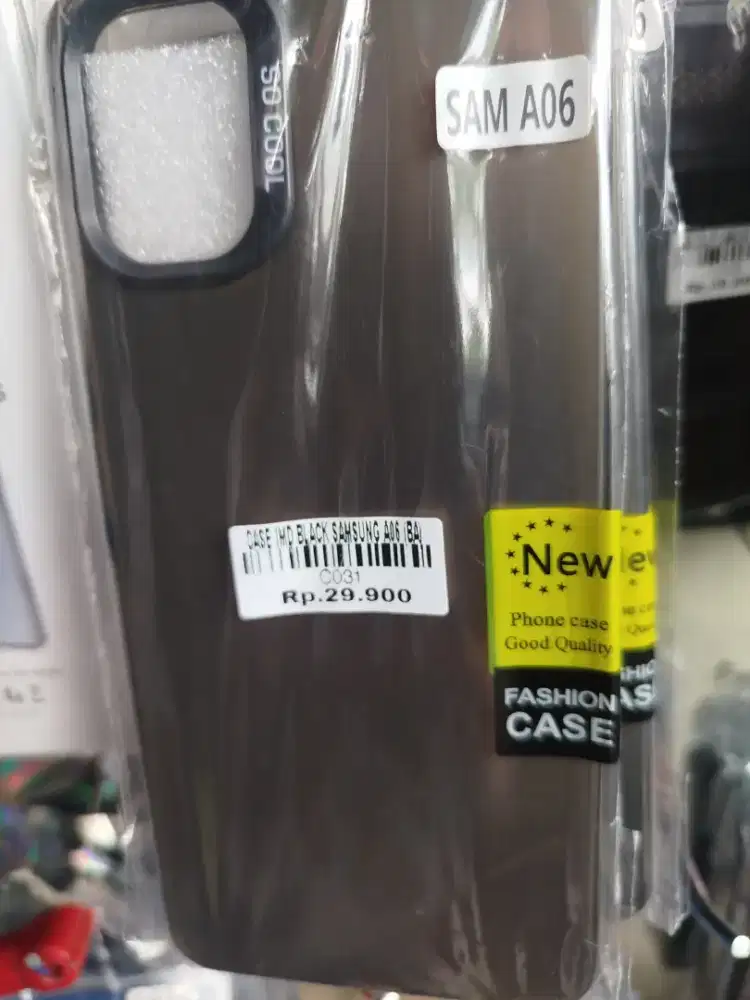 SO COOL
SAM A06
CASE IMD BLACK SAMSUNG A06 (BA)
C031
Rp.29.900
New
Phone case
Good Quality
FASHION
CASE